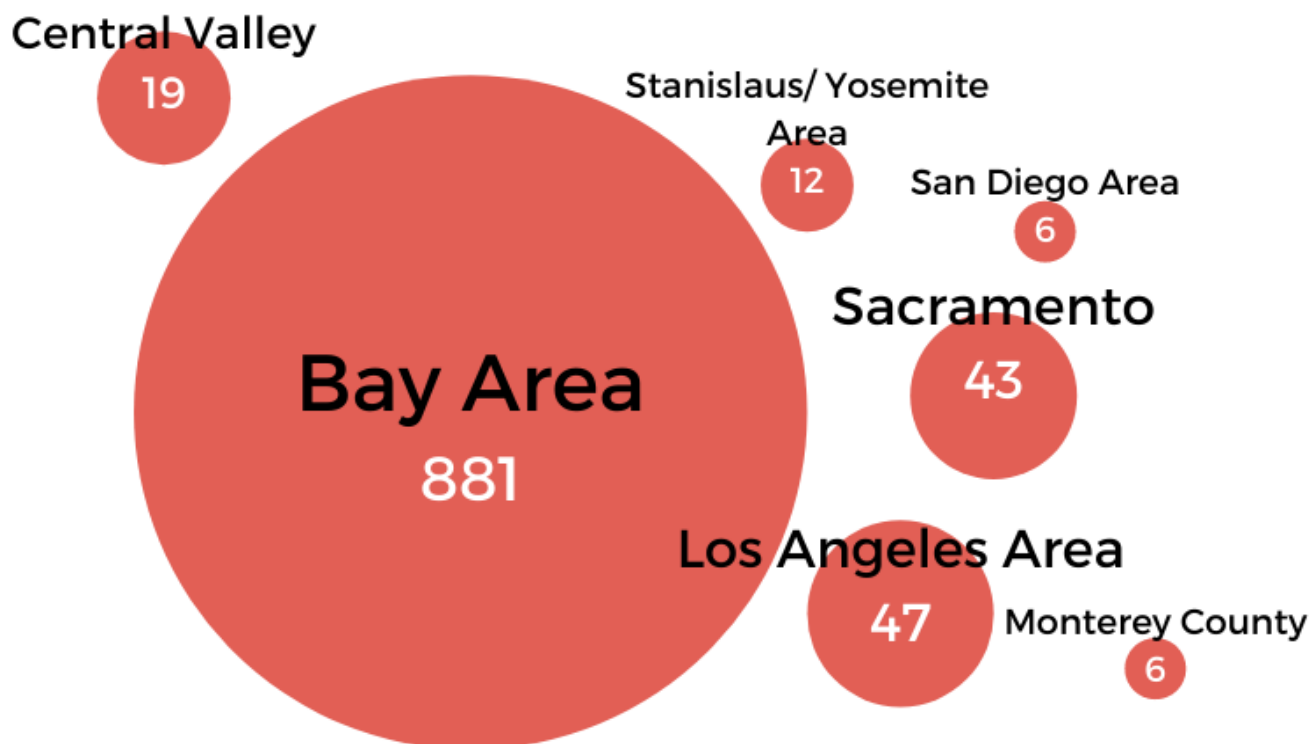 Central Valley
19
Stanislaus/ Yosemite
Area
12
San Diego Area
6
Sacramento
43
Bay Area
881
Los Angeles Area
47
Monterey County
6